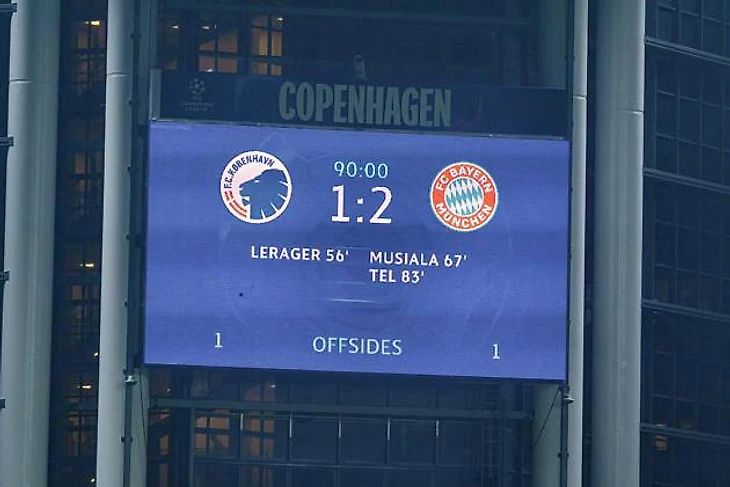 COPENHAGEN
F.C. KØBENHAVN
90:00
1:2
FC BAYERN
MÜNCHEN
LERAGER 56' MUSIALA 67'
TEL 83'
1 OFFSIDES 1